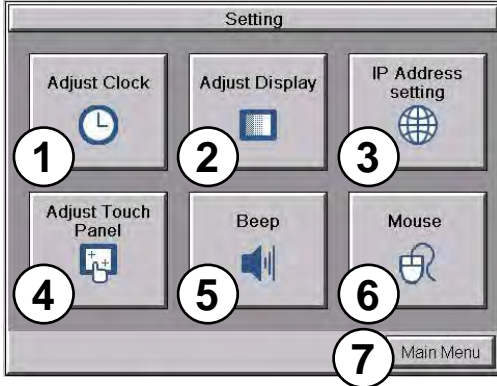 Setting
Adjust Clock
1
Adjust Display
2
IP Address
setting
3
Adjust Touch
Panel
4
Beep
5
Mouse
6
7
Main Menu